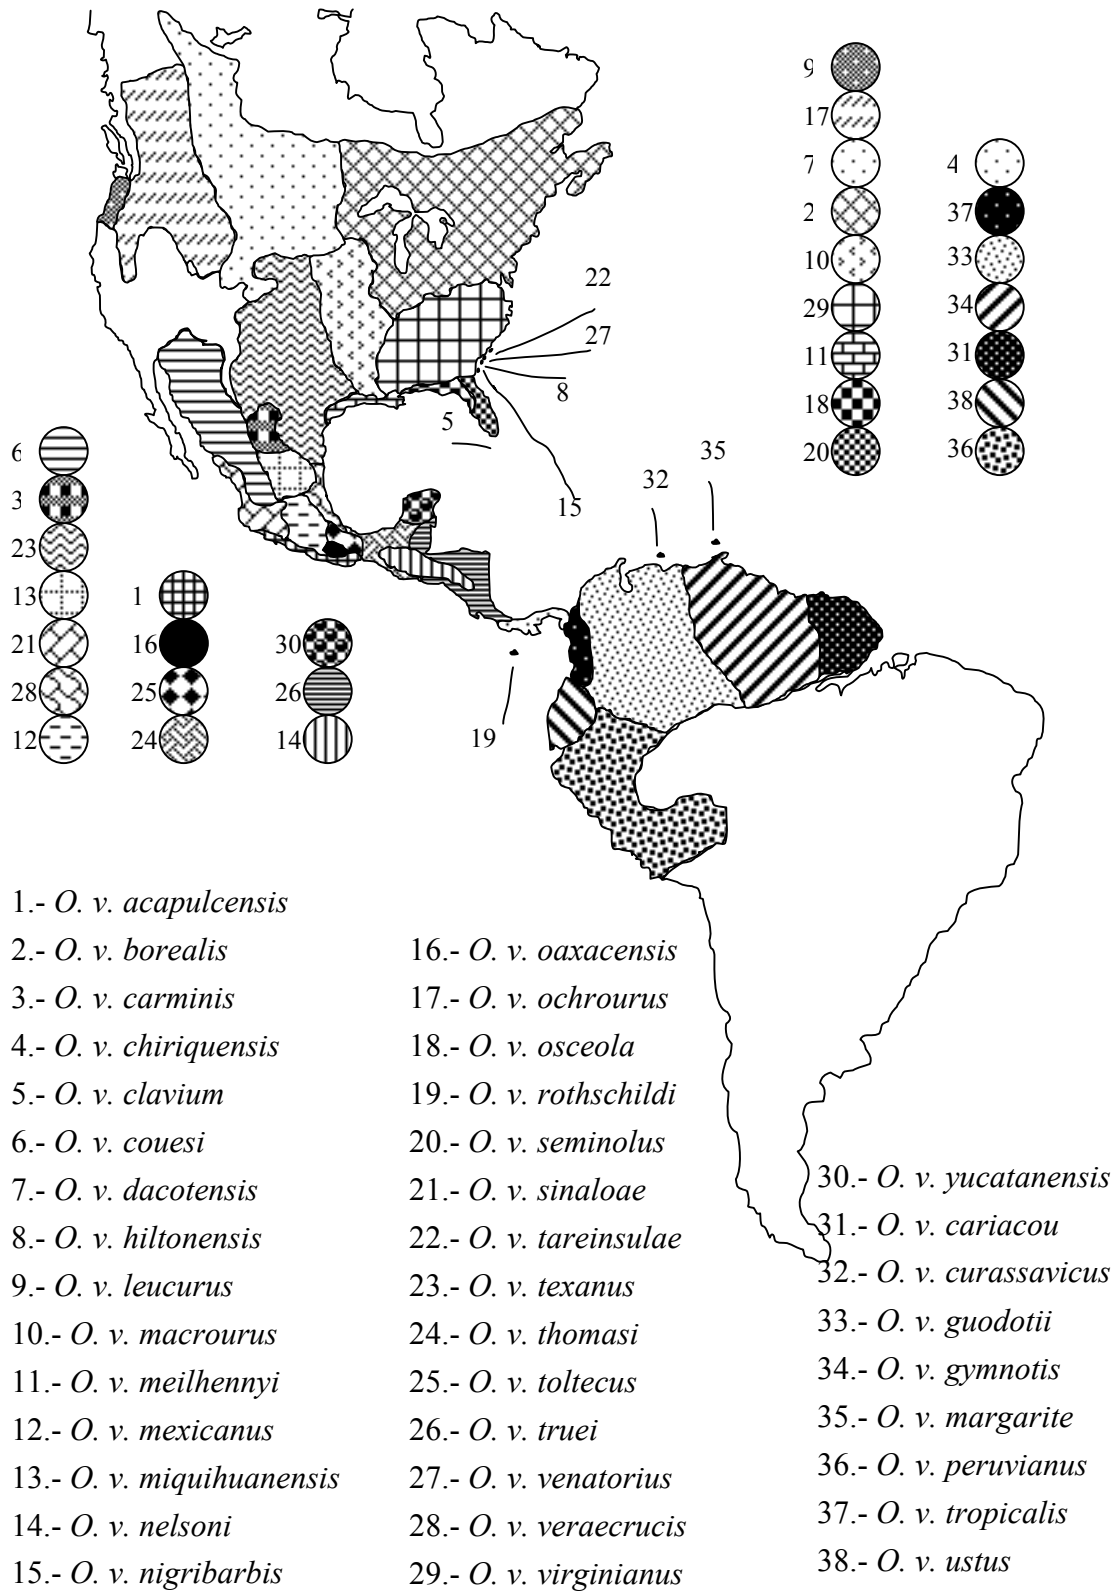 9
17
7
2
10
29
11
18
20
4
37
33
34
31
38
36
22
27
8
5
15
35
32
19
6
3
23
13
21
28
12
1
16
25
24
30
26
14
1.- O. v. acapulcensis
2.- O. v. borealis
3.- O. v. carminis
4.- O. v. chiriquensis
5.- O. v. clavium
6.- O. v. couesi
7.- O. v. dacotensis
8.- O. v. hiltonensis
9.- O. v. leucurus
10.- O. v. macrourus
11.- O. v. meilhennyi
12.- O. v. mexicanus
13.- O. v. miquihuanensis
14.- O. v. nelsoni
15.- O. v. nigribarbis
16.- O. v. oaxacensis
17.- O. v. ochrourus
18.- O. v. osceola
19.- O. v. rothschildi
20.- O. v. seminolus
21.- O. v. sinaloae
22.- O. v. tareinsulae
23.- O. v. texanus
24.- O. v. thomasi
25.- O. v. toltecus
26.- O. v. truei
27.- O. v. venatorius
28.- O. v. veraecrucis
29.- O. v. virginianus
30.- O. v. yucatanensis
31.- O. v. cariacou
32.- O. v. curassavicus
33.- O. v. guodotii
34.- O. v. gymnotis
35.- O. v. margarite
36.- O. v. peruvianus
37.- O. v. tropicalis
38.- O. v. ustus